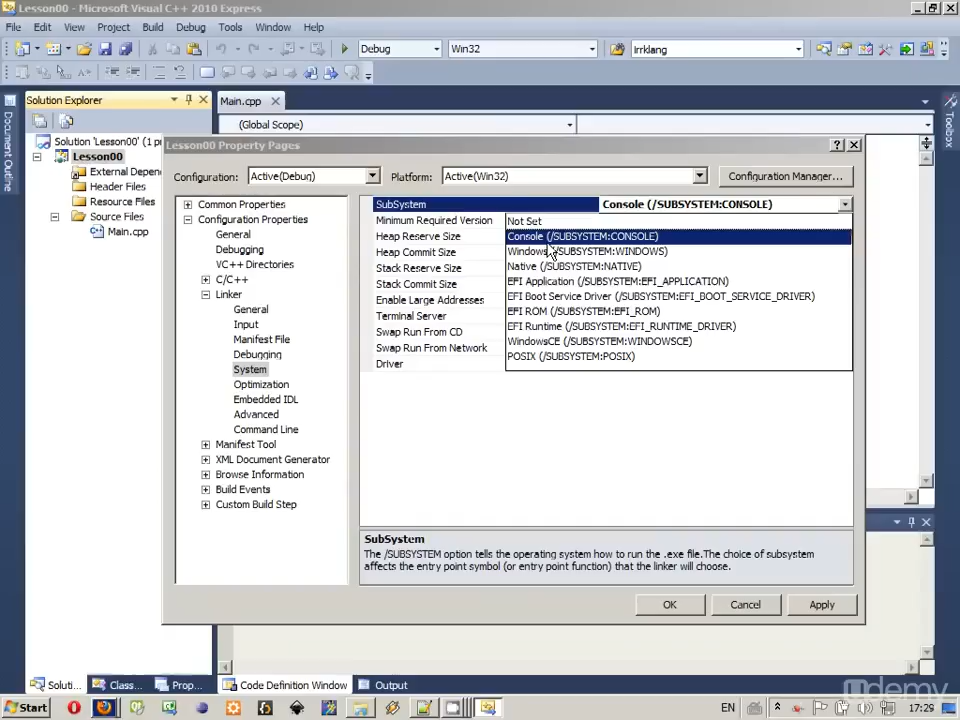 Lesson00 - Microsoft Visual C++ 2010 Express
File Edit View Project Build Debug Tools Window Help
Debug Win32 Irrklang
Solution Explorer
Main.cpp
(Global Scope)
Document Outline
Toolbox
Solution 'Lesson00' (1 pr
Lesson00
External Depen
Header Files
Resource Files
Source Files
Main.cpp
Lesson00 Property Pages
Configuration: Active(Debug) Platform: Active(Win32) Configuration Manager...
Common Properties
Configuration Properties
General
Debugging
VC++ Directories
C/C++
Linker
General
Input
Manifest File
Debugging
System
Optimization
Embedded IDL
Advanced
Command Line
Manifest Tool
XML Document Generator
Browse Information
Build Events
Custom Build Step
SubSystem Console (/SUBSYSTEM:CONSOLE)
Minimum Required Version
Heap Reserve Size
Heap Commit Size
Stack Reserve Size
Stack Commit Size
Enable Large Addresses
Terminal Server
Swap Run From CD
Swap Run From Network
Driver
Not Set
Console (/SUBSYSTEM:CONSOLE)
Windows (/SUBSYSTEM:WINDOWS)
Native (/SUBSYSTEM:NATIVE)
EFI Application (/SUBSYSTEM:EFI_APPLICATION)
EFI Boot Service Driver (/SUBSYSTEM:EFI_BOOT_SERVICE_DRIVER)
EFI ROM (/SUBSYSTEM:EFI_ROM)
EFI Runtime (/SUBSYSTEM:EFI_RUNTIME_DRIVER)
WindowsCE (/SUBSYSTEM:WINDOWSCE)
POSIX (/SUBSYSTEM:POSIX)
SubSystem
The /SUBSYSTEM option tells the operating system how to run the .exe file.The choice of subsystem
affects the entry point symbol (or entry point function) that the linker will choose.
OK Cancel Apply
Soluti... Class... Prop... Code Definition Window Output
udemy
Start EN 17:29